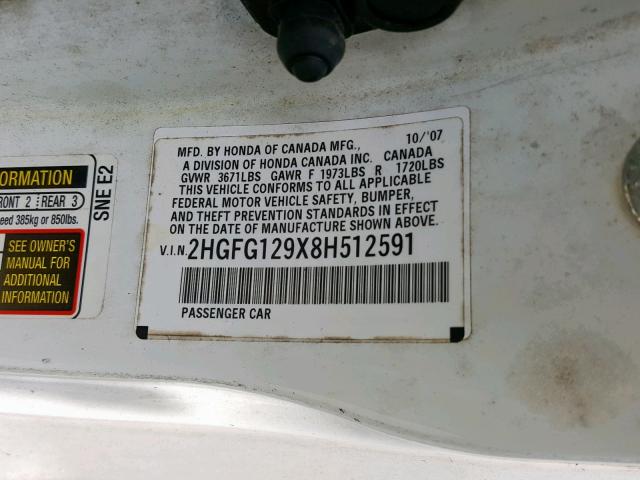 ORMATION
RONT 2 REAR 3
eed 385kg or 850lbs.
SEE OWNER'S
MANUAL FOR
ADDITIONAL
INFORMATION
SNE E2
10/'07
MFD. BY HONDA OF CANADA MFG.,
A DIVISION OF HONDA CANADA INC. CANADA
GVWR 3671LBS GAWR F 1973LBS R 1720LBS
THIS VEHICLE CONFORMS TO ALL APPLICABLE
FEDERAL MOTOR VEHICLE SAFETY, BUMPER,
AND THEFT PREVENTION STANDARDS IN EFFECT
ON THE DATE OF MANUFACTURE SHOWN ABOVE.
V.I.N. 2HGFG129X8H512591
PASSENGER CAR